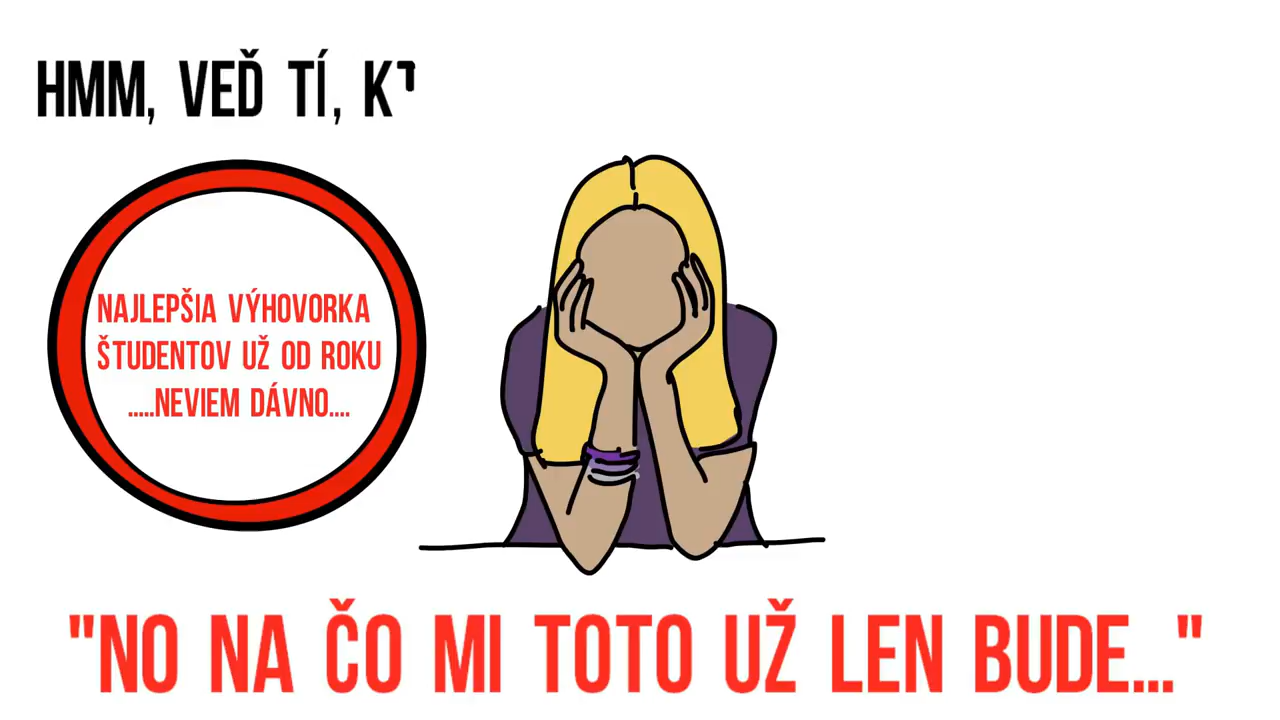 HMM, VEĎ TÍ,
NAJLEPŠIA VÝHOVORKA
ŠTUDENTOV UŽ OD ROKU
.....NEVIEM DÁVNO....
"NO NA ČO MI TOTO UŽ LEN BUDE..."